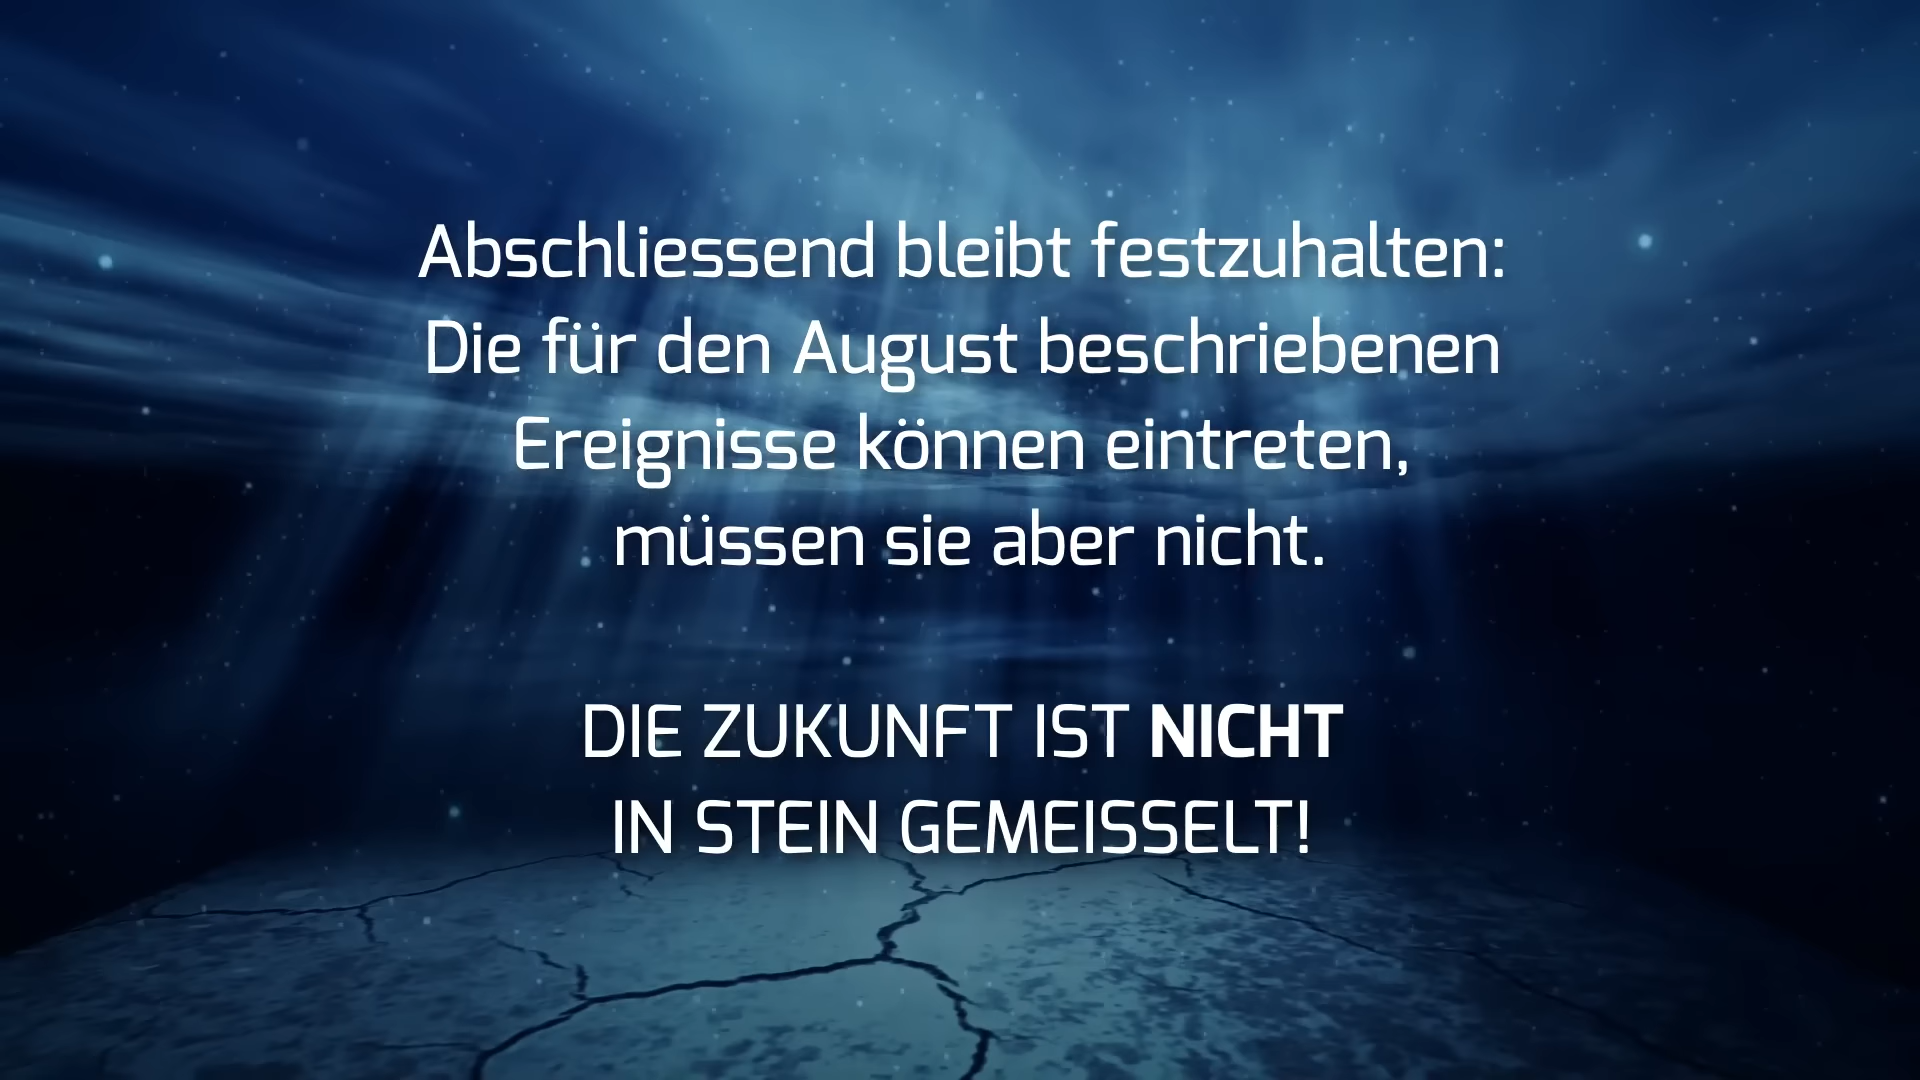 Abschliessend bleibt festzuhalten:
Die für den August beschriebenen
Ereignisse können eintreten,
müssen sie aber nicht.
DIE ZUKUNFT IST NICHT
IN STEIN GEMEISSELT!